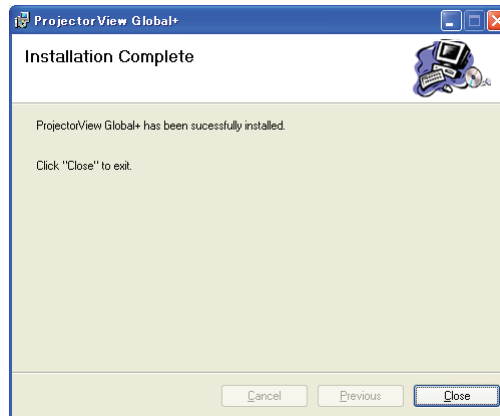 ProjectorView Global+
Installation Complete
ProjectorView Global+ has been sucessfully installed.
Click "Close" to exit.
Cancel
Previous
Close